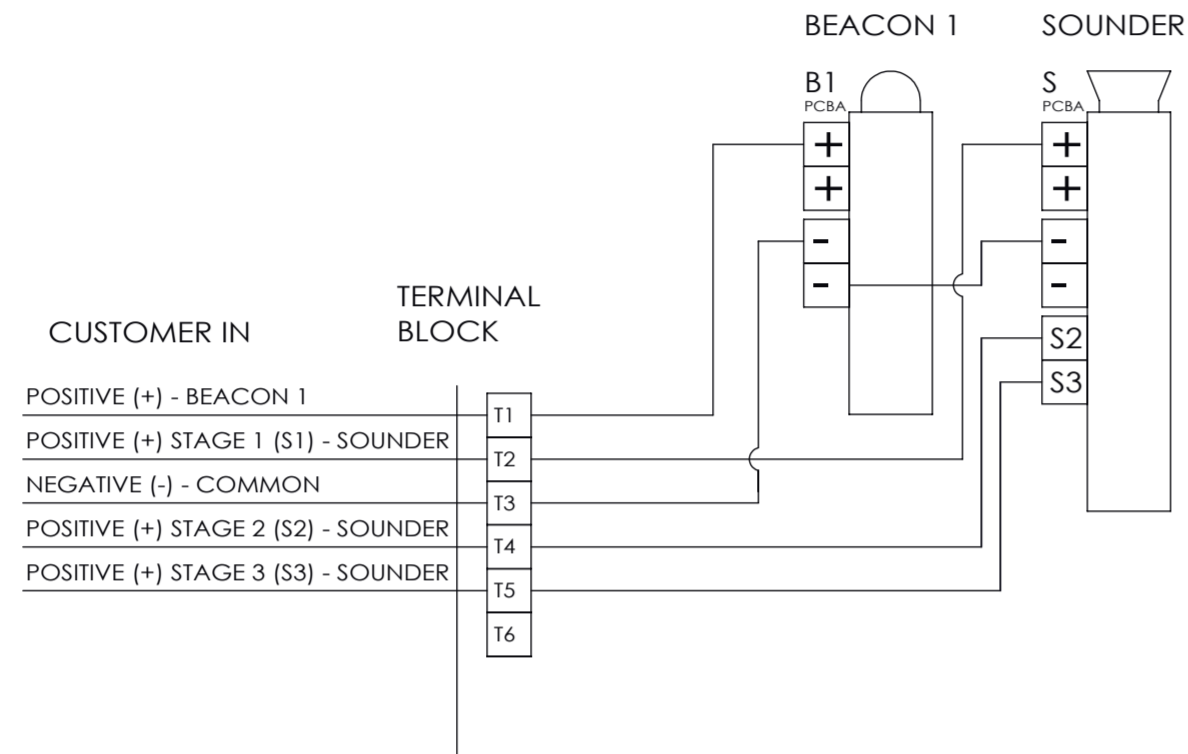 BEACON 1
SOUNDER
B1
PCBA
+
+
-
-
S
PCBA
+
+
-
-
S2
S3
TERMINAL
BLOCK
CUSTOMER IN
POSITIVE (+) - BEACON 1
T1
POSITIVE (+) STAGE 1 (S1) - SOUNDER
T2
NEGATIVE (-) - COMMON
T3
POSITIVE (+) STAGE 2 (S2) - SOUNDER
T4
POSITIVE (+) STAGE 3 (S3) - SOUNDER
T5
T6